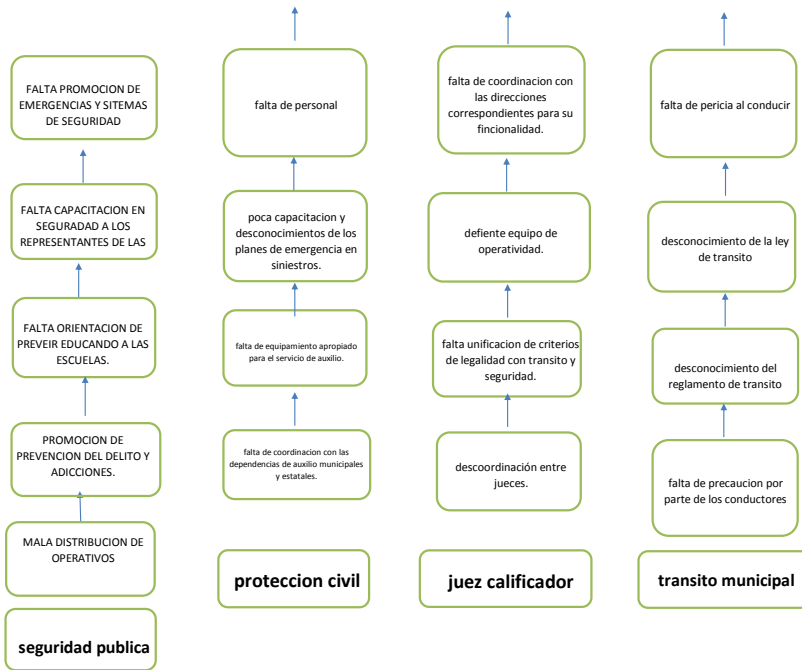 FALTA PROMOCION DE
EMERGENCIAS Y SITEMAS
DE SEGURIDAD
FALTA CAPACITACION EN
SEGURADAD A LOS
REPRESENTANTES DE LAS
FALTA ORIENTACION DE
PREVEIR EDUCANDO A LAS
ESCUELAS.
PROMOCION DE
PREVENCION DEL DELITO Y
ADICCIONES.
MALA DISTRIBUCION DE
OPERATIVOS
seguridad publica
falta de personal
poca capacitacion y
desconocimientos de los
planes de emergencia en
siniestros.
falta de equipamiento apropiado
para el servicio de auxilio.
falta de coordinacion con las
dependencias de auxilio municipales
y estatales.
proteccion civil
falta de coordinacion con
las direcciones
correspondientes para su
fincionalidad.
defiente equipo de
operatividad.
falta unificacion de criterios
de legalidad con transito y
seguridad.
descoordinación entre
jueces.
juez calificador
falta de pericia al conducir
desconocimiento de la ley
de transito
desconocimiento del
reglamento de transito
falta de precaucion por
parte de los conductores
transito municipal